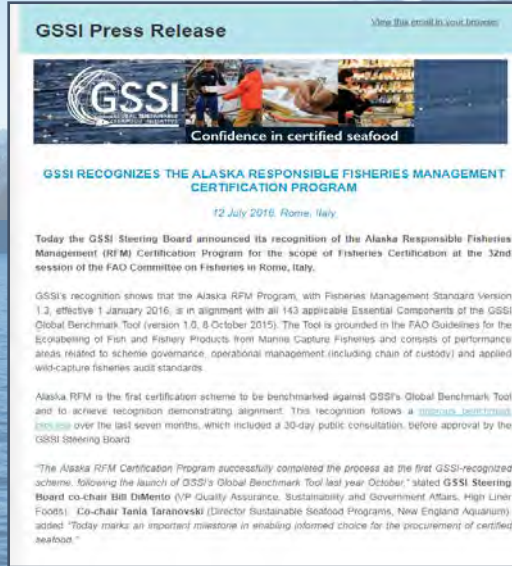 GSSI Press Release
View this email in your browser
GSSI
GLOBAL SUSTAINABLE
SEAFOOD INITIATIVE
Confidence in certified seafood
GSSI RECOGNIZES THE ALASKA RESPONSIBLE FISHERIES MANAGEMENT
CERTIFICATION PROGRAM
12 July 2016, Rome, Italy
Today the GSSI Steering Board announced its recognition of the Alaska Responsible Fisheries
Management (RFM) Certification Program for the scope of Fisheries Certification at the 32nd
session of the FAO Committee on Fisheries in Rome, Italy.
GSSI's recognition shows that the Alaska RFM Program, with Fisheries Management Standard Version
1.3, effective 1 January 2016, is in alignment with all 143 applicable Essential Components of the GSSI
Global Benchmark Tool (version 1.0, 8 October 2015). The Tool is grounded in the FAO Guidelines for the
Ecolabelling of Fish and Fishery Products from Marine Capture Fisheries and consists of performance
areas related to scheme governance, operational management (including chain of custody) and applied
wild-capture fisheries audit standards.
Alaska RFM is the first certification scheme to be benchmarked against GSSI's Global Benchmark Tool
and to achieve recognition demonstrating alignment. This recognition follows a rigorous benchmark
process over the last seven months, which included a 30-day public consultation, before approval by the
GSSI Steering Board.
"The Alaska RFM Certification Program successfully completed the process as the first GSSI-recognized
scheme, following the launch of GSSI's Global Benchmark Tool last year October," stated GSSI Steering
Board co-chair Bill DiMento (VP Quality Assurance, Sustainability and Government Affairs, High Liner
Foods). Co-chair Tania Taranovski (Director Sustainable Seafood Programs, New England Aquarium)
added "Today marks an important milestone in enabling informed choice for the procurement of certified
seafood."